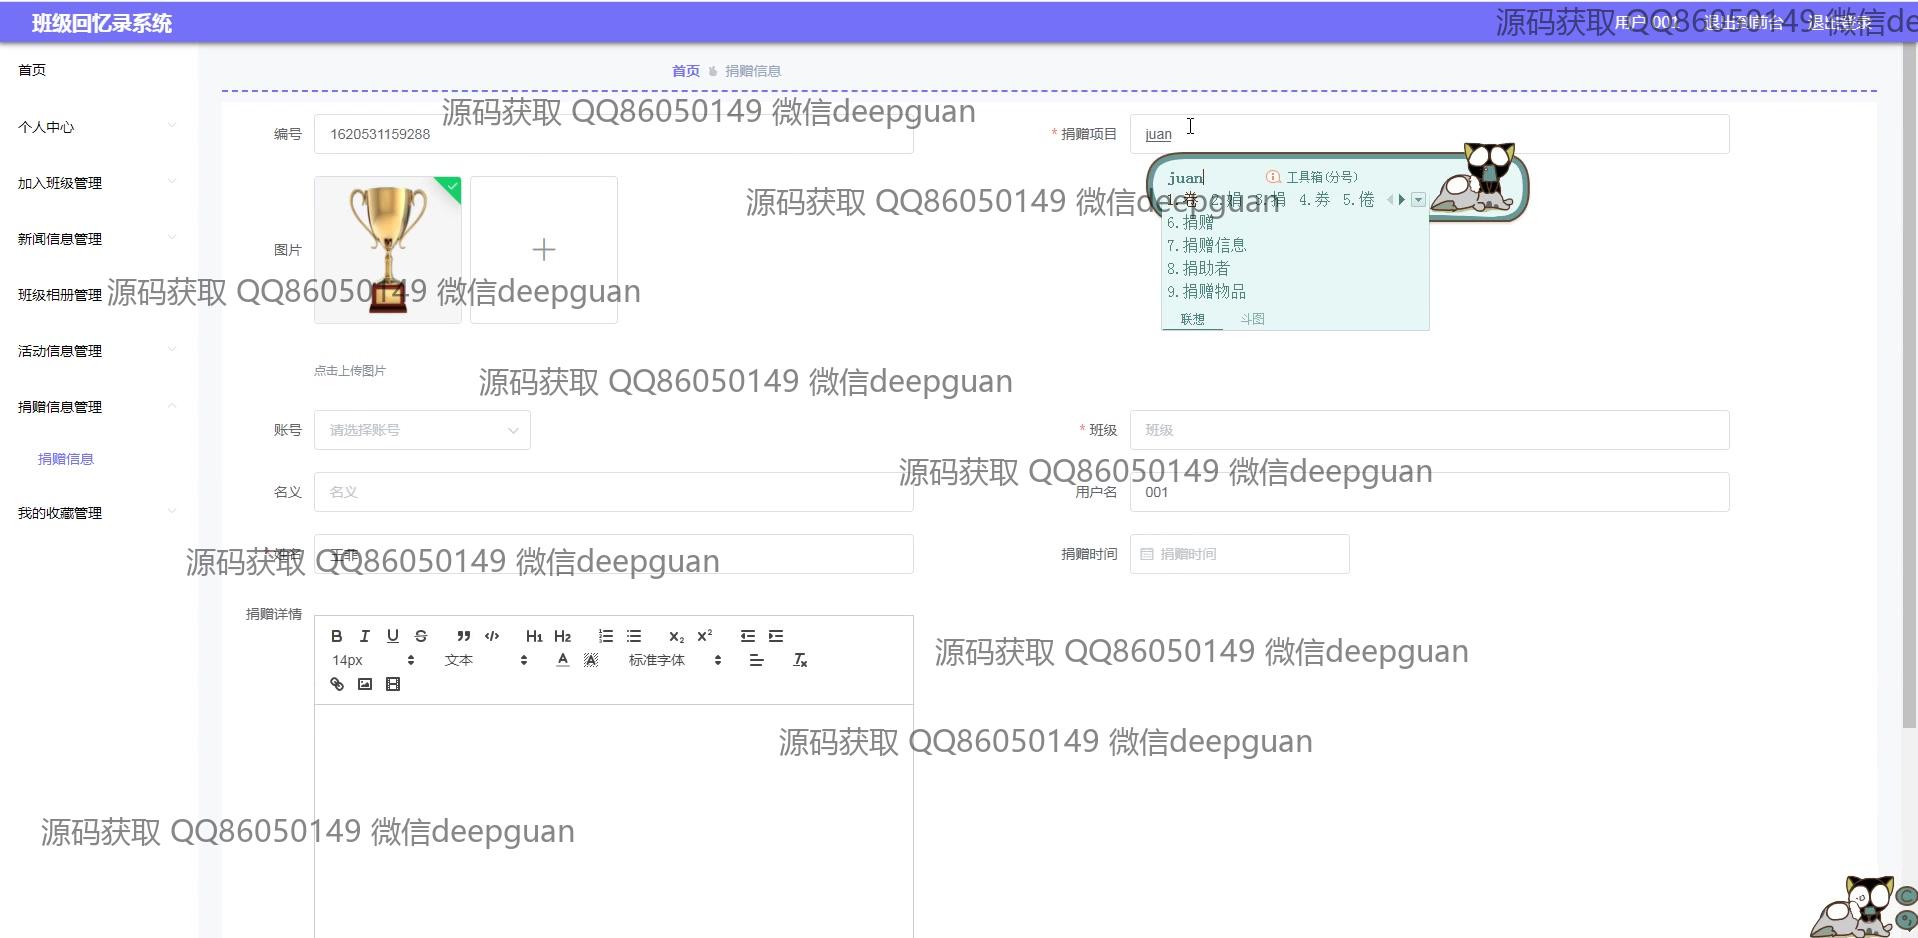 班级回忆录系统
用户 001 退出到前台 退出登录
源码获取 QQ86050149 微信de
首页
个人中心
加入班级管理
新闻信息管理
班级相册管理
活动信息管理
捐赠信息管理
捐赠信息
我的收藏管理
首页 捐赠信息
源码获取 QQ86050149 微信deepguan
编号 1620531159288
* 捐赠项目 juan
juan 工具箱(分号)
1.卷 2.娟 3.捐 4.券 5.倦
6.捐赠
7.捐赠信息
8.捐助者
9.捐赠物品
联想 斗图
源码获取 QQ86050149 微信deepguan
图片
源码获取 QQ86050149 微信deepguan
点击上传图片
源码获取 QQ86050149 微信deepguan
账号 请选择账号
* 班级 班级
源码获取 QQ86050149 微信deepguan
名义 名义
用户名 001
* 姓名 王菲
源码获取 QQ86050149 微信deepguan
捐赠时间 捐赠时间
捐赠详情
B I U S H1 H2 X2 X2
14px 文本 A A 标准字体 Tx
源码获取 QQ86050149 微信deepguan
源码获取 QQ86050149 微信deepguan
源码获取 QQ86050149 微信deepguan